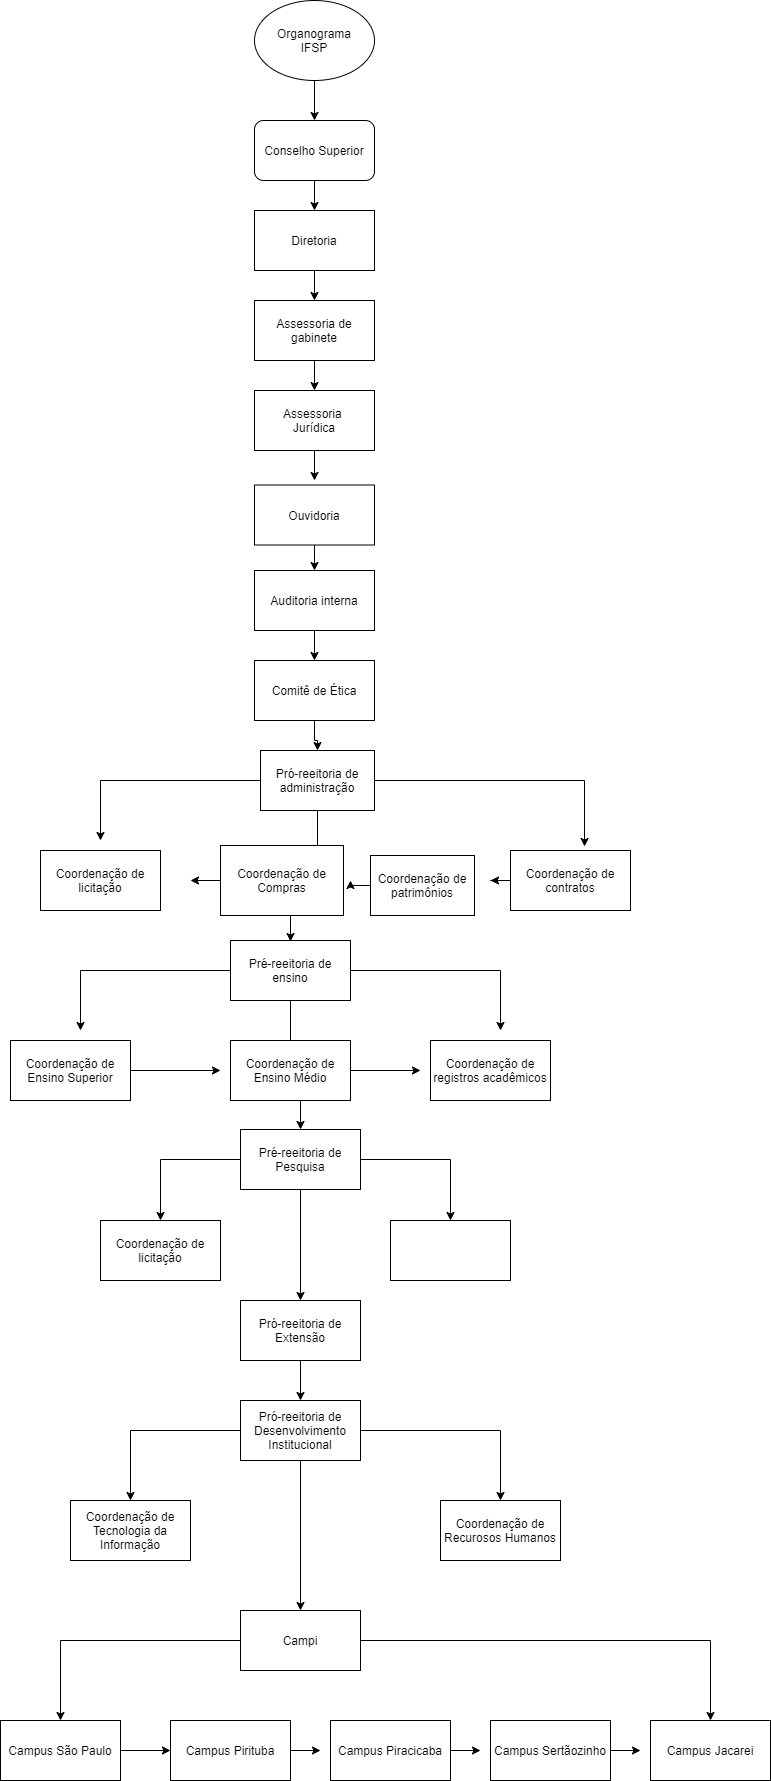 Organograma
IFSP
Conselho Superior
Diretoria
Assessoria de
gabinete
Assessoria
Jurídica
Ouvidoria
Auditoria interna
Comitê de Ética
Pró-reeitoria de
administração
Coordenação de
licitação
Coordenação de
Compras
Coordenação de
patrimônios
Coordenação de
contratos
Pré-reeitoria de
ensino
Coordenação de
Ensino Superior
Coordenação de
Ensino Médio
Coordenação de
registros acadêmicos
Pré-reeitoria de
Pesquisa
Coordenação de
licitação
Pró-reeitoria de
Extensão
Pró-reeitoria de
Desenvolvimento
Institucional
Coordenação de
Tecnologia da
Informação
Coordenação de
Recurosos Humanos
Campi
Campus São Paulo
Campus Pirituba
Campus Piracicaba
Campus Sertãozinho
Campus Jacarei